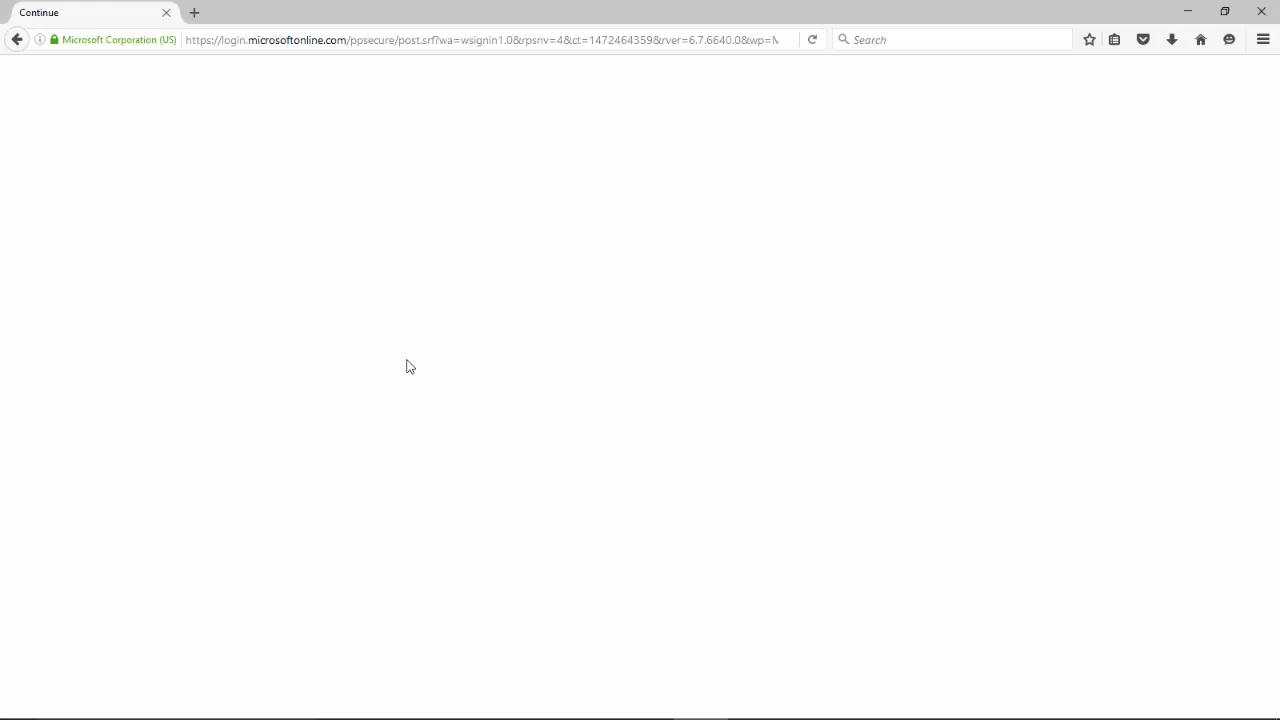 Continue
Microsoft Corporation (US)
https://login.microsoftonline.com/ppsecure/post.srf?wa=wsignin1.0&rpsnv=4&ct=1472464359&rver=6.7.6640.0&wp=M
Search